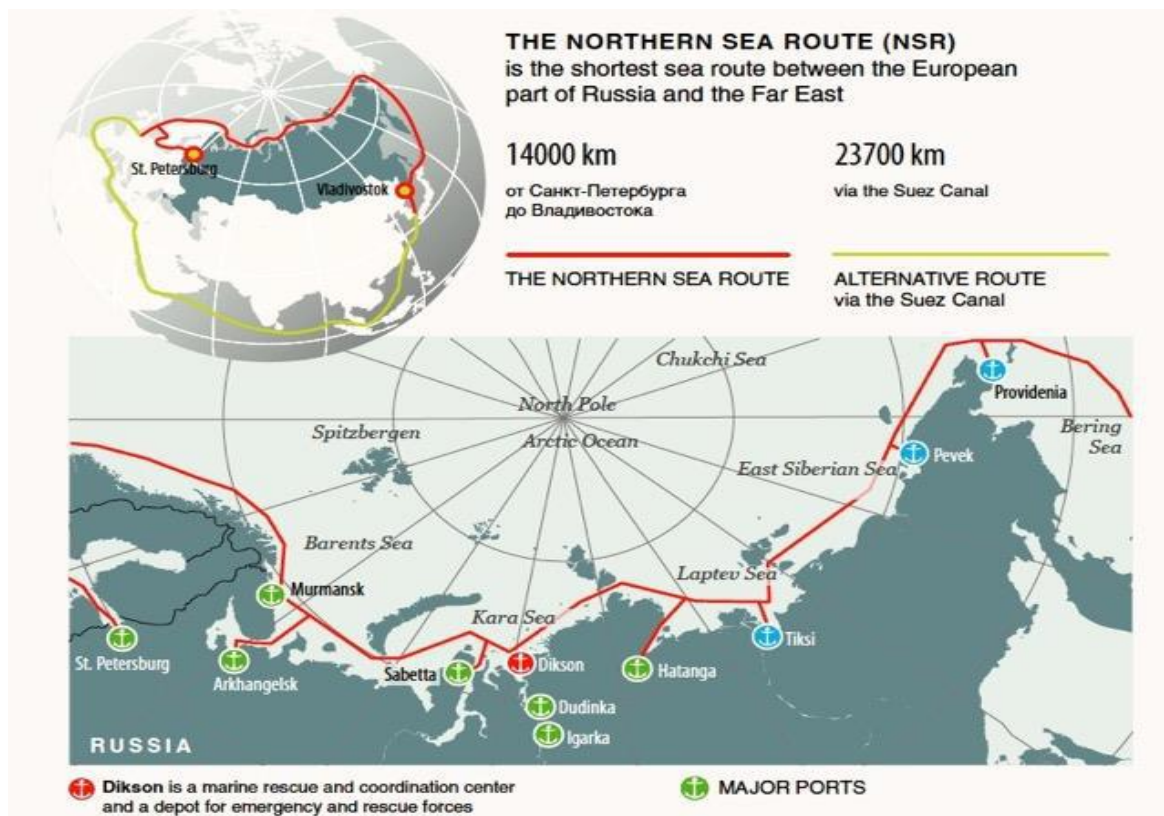 THE NORTHERN SEA ROUTE (NSR)
is the shortest sea route between the European
part of Russia and the Far East
14000 km
от Санкт-Петербурга
до Владивостока
23700 km
via the Suez Canal
THE NORTHERN SEA ROUTE
ALTERNATIVE ROUTE
via the Suez Canal
St. Petersburg
Vladivostok
Chukchi Sea
Providenia
North Pole
Spitzbergen
Arctic Ocean
Bering
Sea
East Siberian Sea
Pevek
Barents Sea
Laptev Sea
Murmansk
Kara Sea
Tiksi
St. Petersburg
Arkhangelsk
Sabetta
Dikson
Hatanga
Dudinka
Igarka
RUSSIA
Dikson is a marine rescue and coordination center
and a depot for emergency and rescue forces
MAJOR PORTS